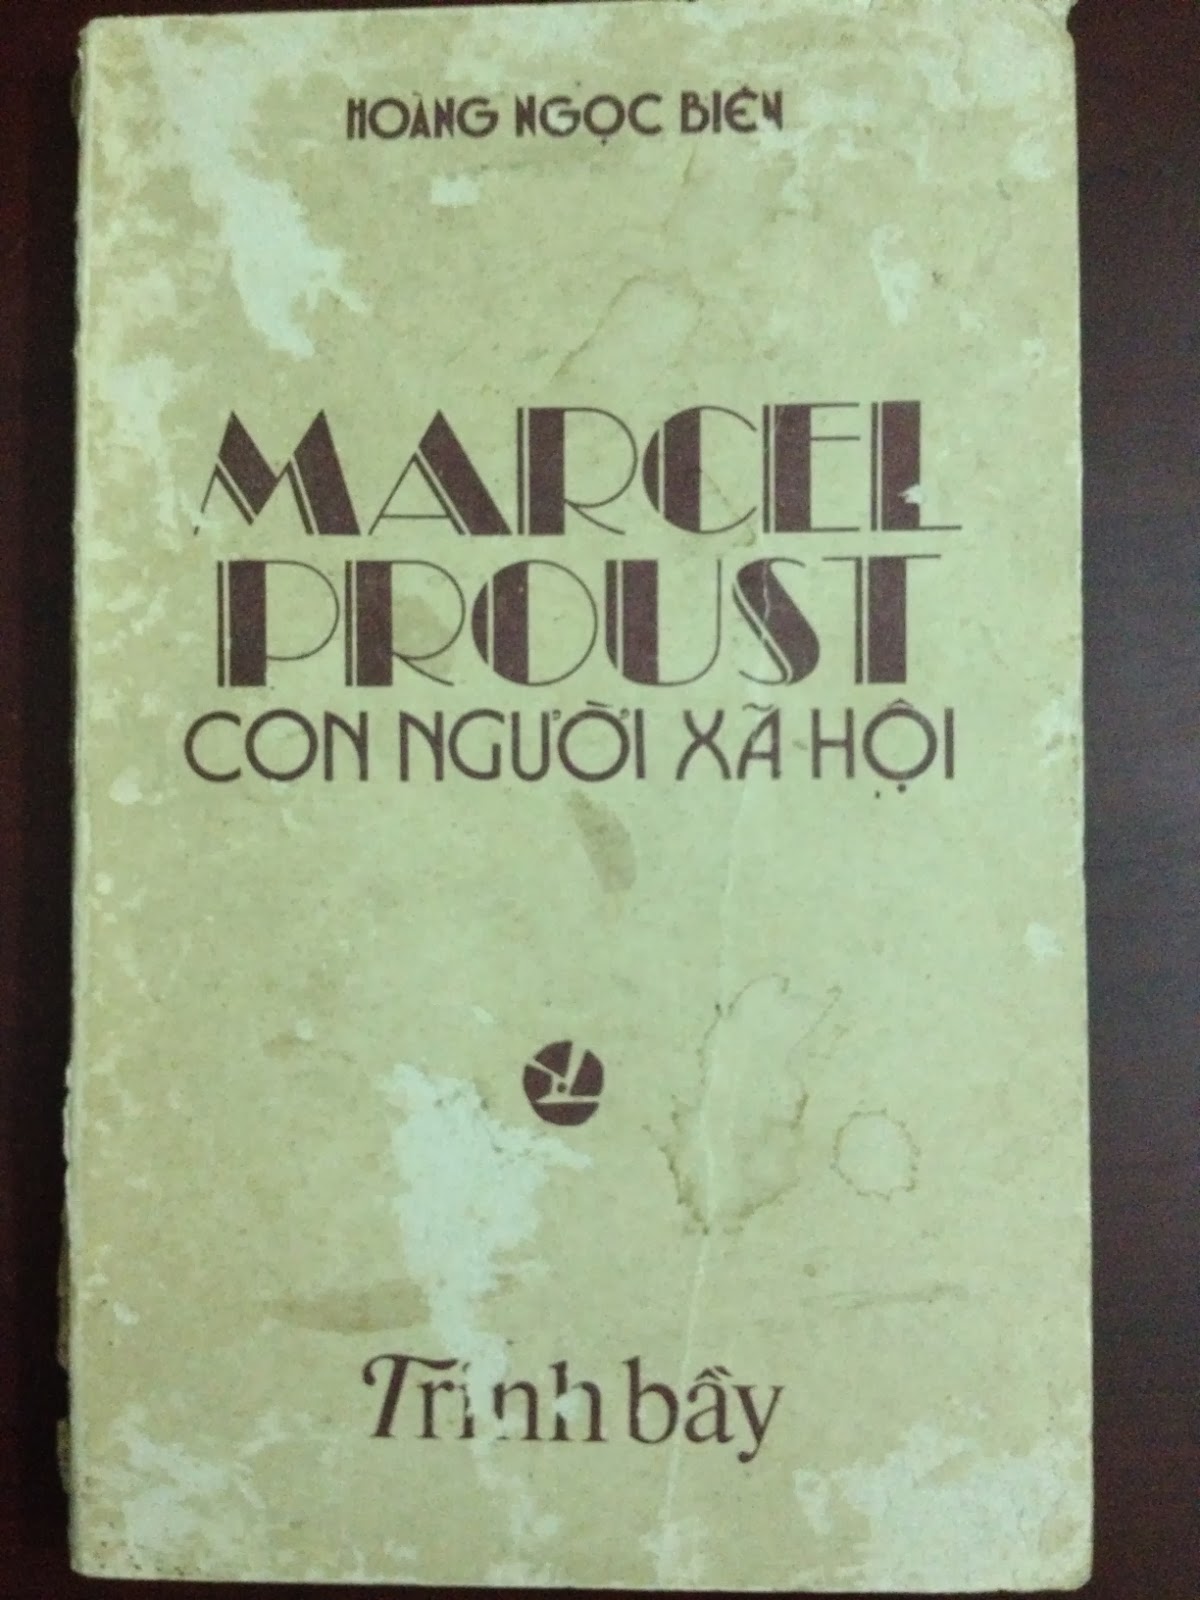 HOÀNG NGỌC BIÊN
MARCEL
PROUST
CON NGƯỜI XÃ HỘI
Trình bầy